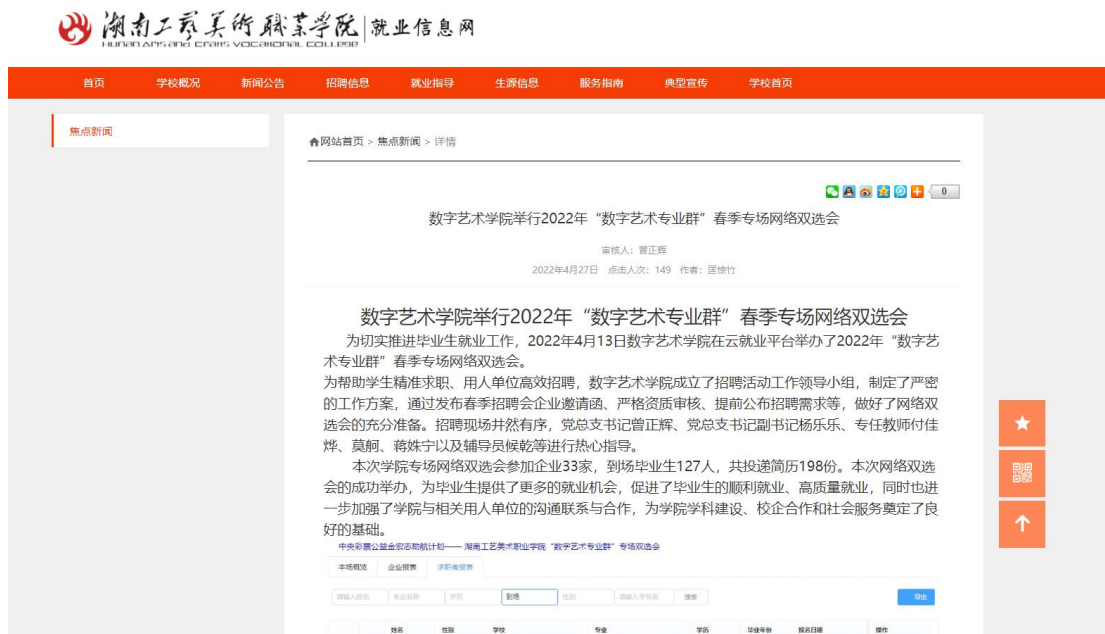 湖南工艺美术职业学院 就业信息网
HUNAN ARTS AND CRAFTS VOCATIONAL COLLEGE
首页 学校概况 新闻公告 招聘信息 就业指导 生源信息 服务指南 典型宣传 学校首页
焦点新闻
网站首页 > 焦点新闻 > 详情
0
数字艺术学院举行2022年“数字艺术专业群”春季专场网络双选会
审核人：曾正辉
2022年4月27日 点击人次：149 作者：匡惊竹
数字艺术学院举行2022年“数字艺术专业群”春季专场网络双选会
为切实推进毕业生就业工作，2022年4月13日数字艺术学院在云就业平台举办了2022年“数字艺
术专业群”春季专场网络双选会。
为帮助学生精准求职、用人单位高效招聘，数字艺术学院成立了招聘活动工作领导小组，制定了严密
的工作方案，通过发布春季招聘会企业邀请函、严格资质审核、提前公布招聘需求等，做好了网络双
选会的充分准备。招聘现场井然有序，党总支书记曾正辉、党总支书记副书记杨乐乐、专任教师付佳
烨、莫舸、蒋姝宁以及辅导员候乾等进行热心指导。
本次学院专场网络双选会参加企业33家，到场毕业生127人，共投递简历198份。本次网络双选
会的成功举办，为毕业生提供了更多的就业机会，促进了毕业生的顺利就业、高质量就业，同时也进
一步加强了学院与相关用人单位的沟通联系与合作，为学院学科建设、校企合作和社会服务奠定了良
好的基础。
中央彩票公益金宏志助航计划—— 湖南工艺美术职业学院“数字艺术专业群”专场双选会
本场概览 企业报表 求职者报表
请输入姓名 专业名称 学历 到场 性别 请输入学校名 搜索 导出
姓名 性别 学校 专业 学历 毕业年份 报名日期 操作